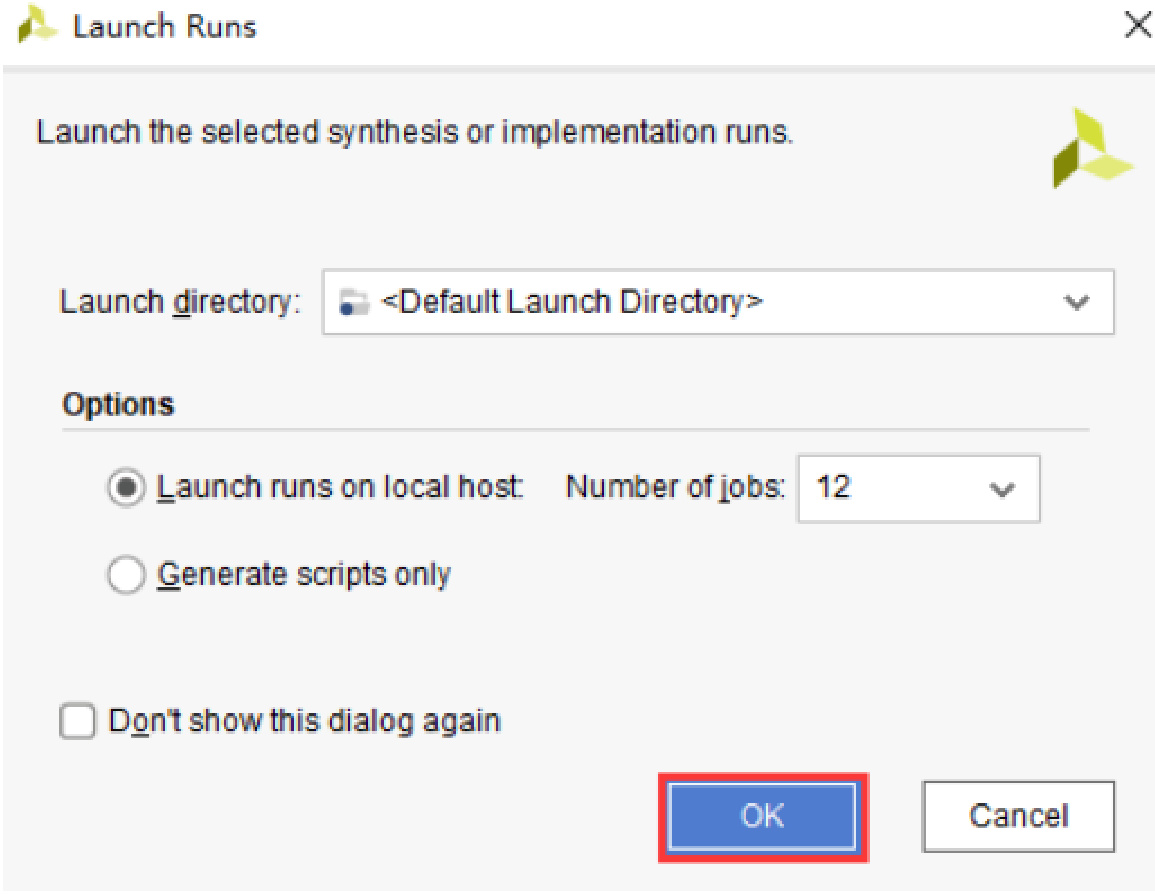 Launch Runs
Launch the selected synthesis or implementation runs.
Launch directory: <Default Launch Directory>
Options
Launch runs on local host: Number of jobs: 12
Generate scripts only
Don't show this dialog again
OK Cancel